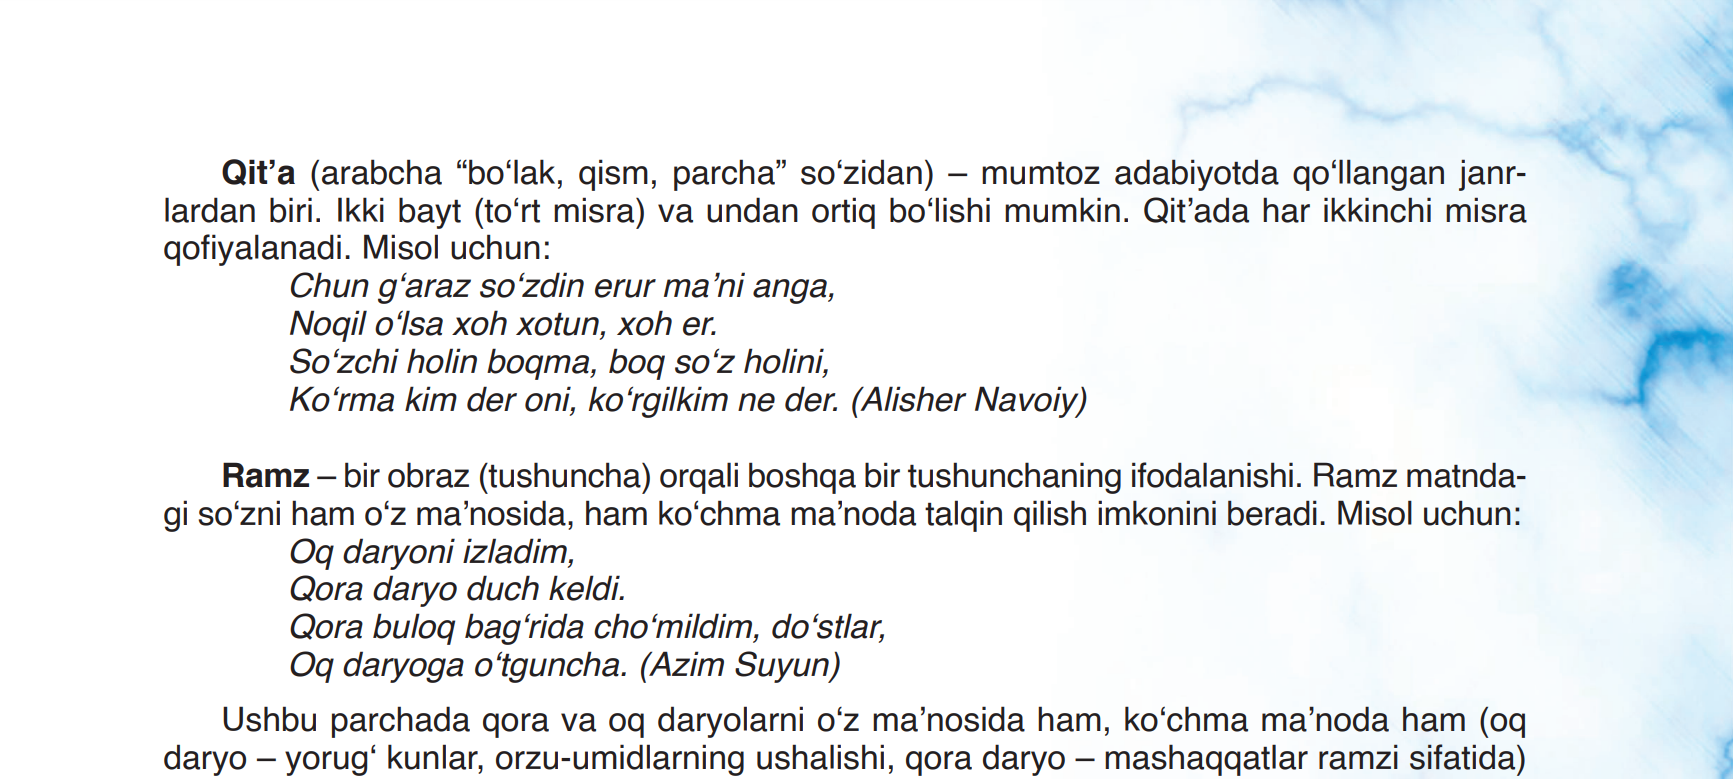 Qit’a (arabcha “bo‘lak, qism, parcha” so‘zidan) – mumtoz adabiyotda qo‘llangan janr-
lardan biri. Ikki bayt (to‘rt misra) va undan ortiq bo‘lishi mumkin. Qit’ada har ikkinchi misra
qofiyalanadi. Misol uchun:
Chun g‘araz so‘zdin erur ma’ni anga,
Noqil o‘lsa xoh xotun, xoh er.
So‘zchi holin boqma, boq so‘z holini,
Ko‘rma kim der oni, ko‘rgilkim ne der. (Alisher Navoiy)
Ramz – bir obraz (tushuncha) orqali boshqa bir tushunchaning ifodalanishi. Ramz matnda-
gi so‘zni ham o‘z ma’nosida, ham ko‘chma ma’noda talqin qilish imkonini beradi. Misol uchun:
Oq daryoni izladim,
Qora daryo duch keldi.
Qora buloq bag‘rida cho‘mildim, do‘stlar,
Oq daryoga o‘tguncha. (Azim Suyun)
Ushbu parchada qora va oq daryolarni o‘z ma’nosida ham, ko‘chma ma’noda ham (oq
daryo – yorug‘ kunlar, orzu-umidlarning ushalishi, qora daryo – mashaqqatlar ramzi sifatida)